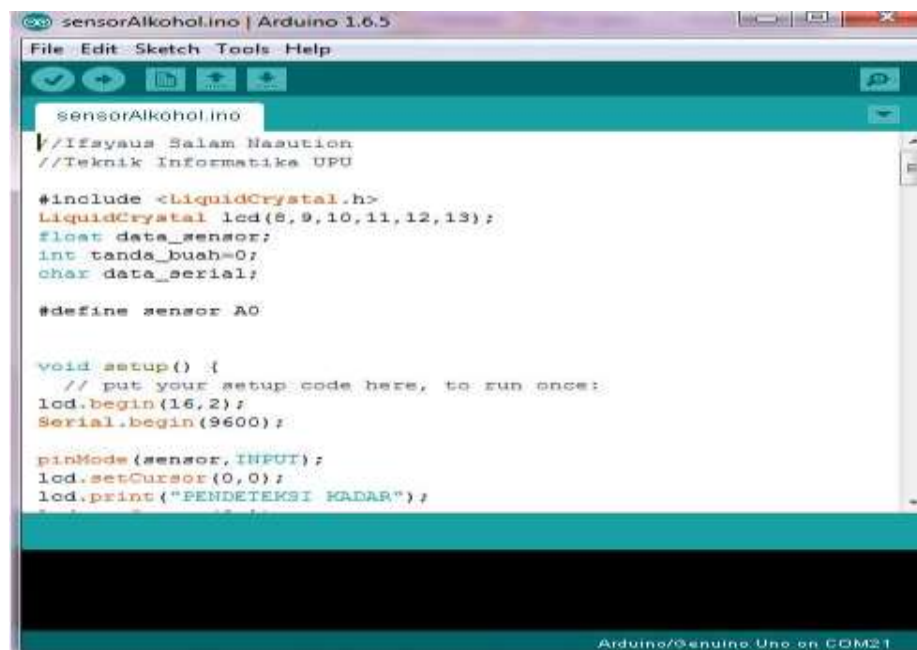 sensorAlkohol.ino | Arduino 1.6.5
File Edit Sketch Tools Help
sensorAlkohol.ino
//Ifsyaus Salam Nasution
//Teknik Informatika UPU
#include <LiquidCrystal.h>
LiquidCrystal lcd(8,9,10,11,12,13);
float data_sensor;
int tanda_buah=0;
char data_serial;
#define sensor A0
void setup() {
// put your setup code here, to run once:
lcd.begin(16,2);
Serial.begin(9600);
pinMode(sensor,INPUT);
lcd.setCursor(0,0);
lcd.print("PENDETEKSI KADAR");
Arduino/Genuino Uno on COM21